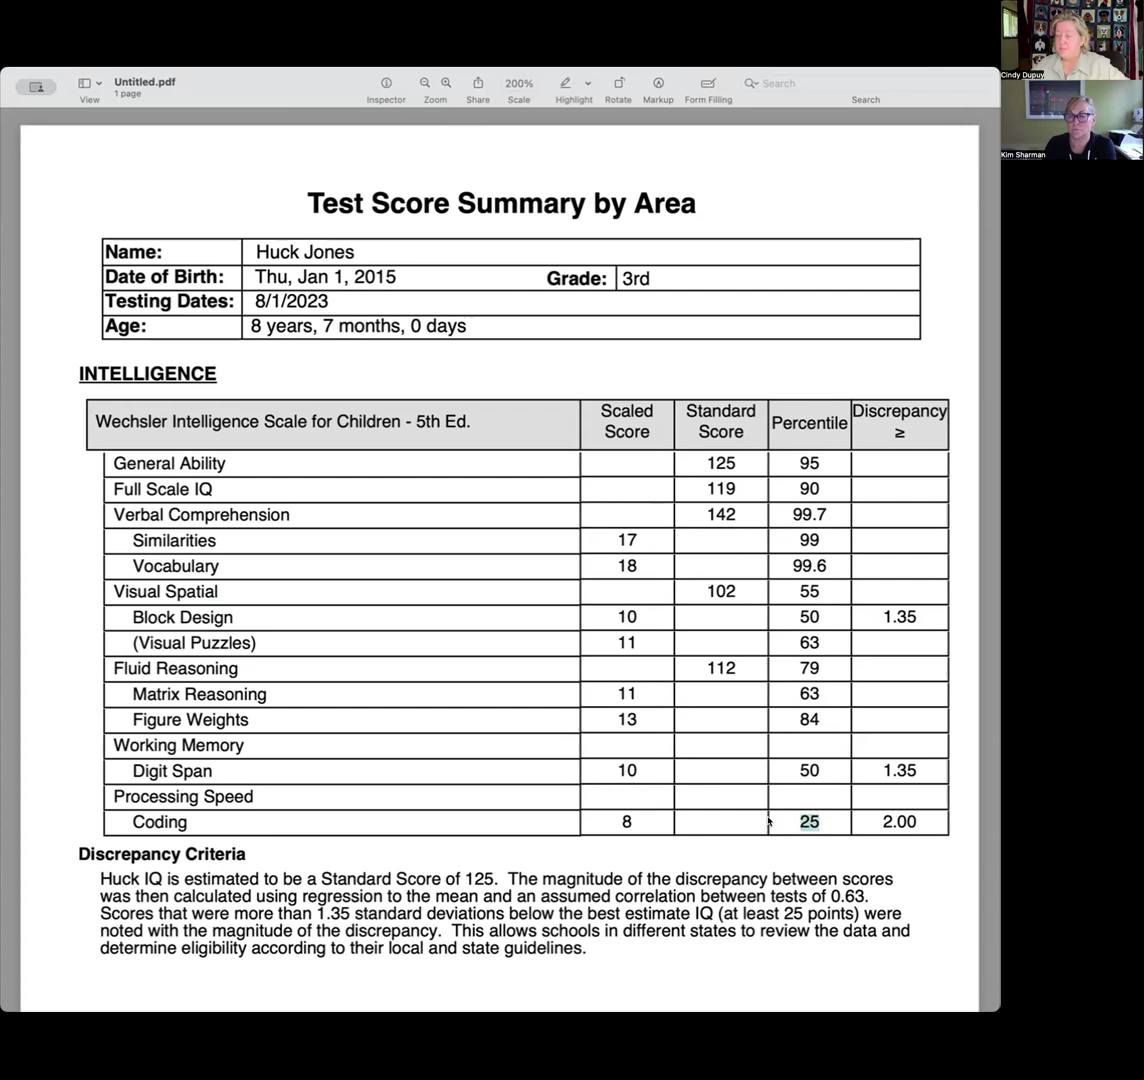 Untitled.pdf
1 page
View
Inspector
Zoom
Share
200%
Scale
Highlight
Rotate
Markup
Form Filling
Search
Search
Cindy Dupuy
Kim Sharman
Test Score Summary by Area
Name: Huck Jones
Date of Birth: Thu, Jan 1, 2015 Grade: 3rd
Testing Dates: 8/1/2023
Age: 8 years, 7 months, 0 days
INTELLIGENCE
Wechsler Intelligence Scale for Children - 5th Ed. Scaled Score Standard Score Percentile Discrepancy ≥
General Ability 125 95
Full Scale IQ 119 90
Verbal Comprehension 142 99.7
Similarities 17 99
Vocabulary 18 99.6
Visual Spatial 102 55
Block Design 10 50 1.35
(Visual Puzzles) 11 63
Fluid Reasoning 112 79
Matrix Reasoning 11 63
Figure Weights 13 84
Working Memory
Digit Span 10 50 1.35
Processing Speed
Coding 8 25 2.00
Discrepancy Criteria
Huck IQ is estimated to be a Standard Score of 125. The magnitude of the discrepancy between scores
was then calculated using regression to the mean and an assumed correlation between tests of 0.63.
Scores that were more than 1.35 standard deviations below the best estimate IQ (at least 25 points) were
noted with the magnitude of the discrepancy. This allows schools in different states to review the data and
determine eligibility according to their local and state guidelines.